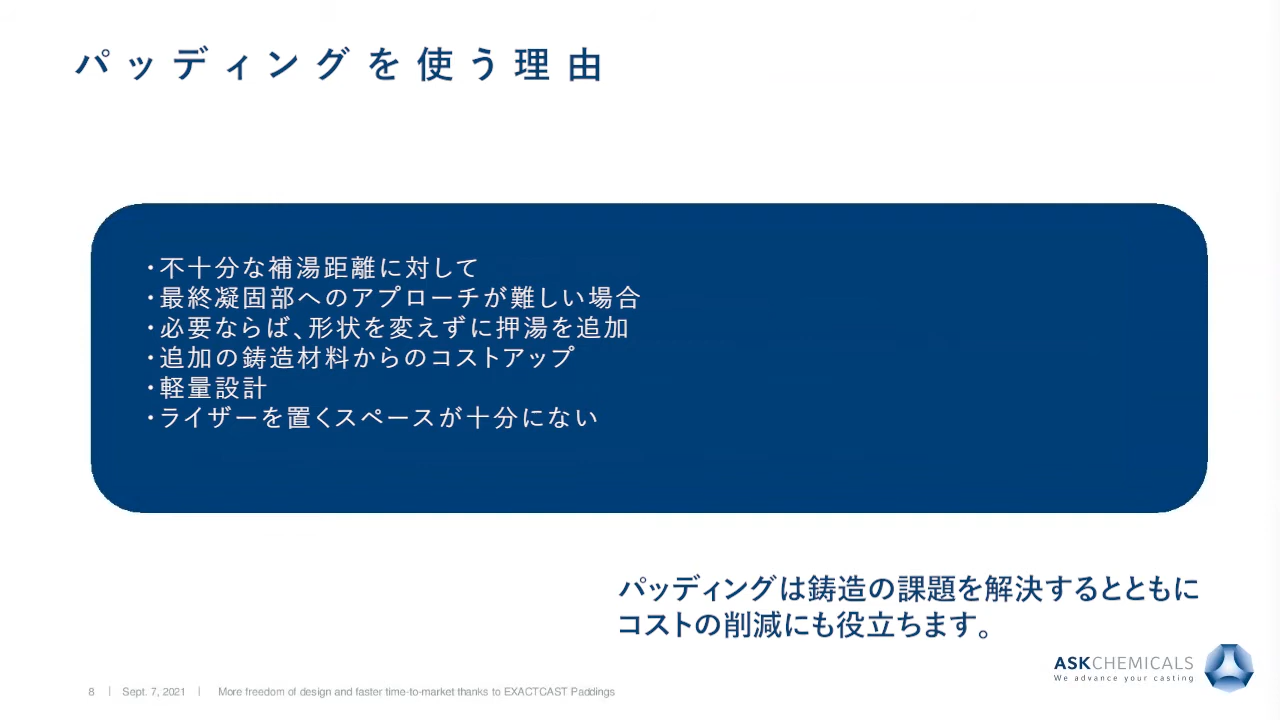 パッディングを使う理由
・不十分な補湯距離に対して
・最終凝固部へのアプローチが難しい場合
・必要ならば、形状を変えずに押湯を追加
・追加の鋳造材料からのコストアップ
・軽量設計
・ライザーを置くスペースが十分にない
パッディングは鋳造の課題を解決するとともに
コストの削減にも役立ちます。
ASKCHEMICALS
We advance your casting
8 | Sept. 7, 2021 | More freedom of design and faster time-to-market thanks to EXACTCAST Paddings